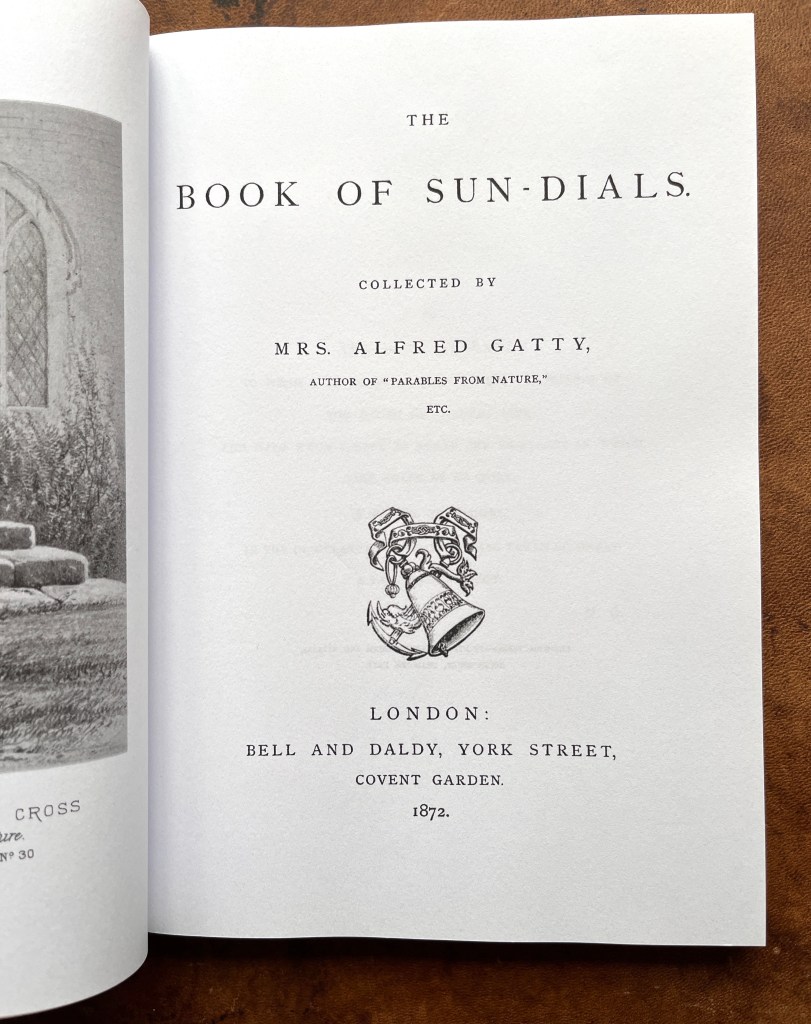 CROSS
Nº 30
THE
BOOK OF SUN-DIALS.
COLLECTED BY
MRS. ALFRED GATTY,
AUTHOR OF "PARABLES FROM NATURE,"
ETC.
LONDON:
BELL AND DALDY, YORK STREET,
COVENT GARDEN.
1872.